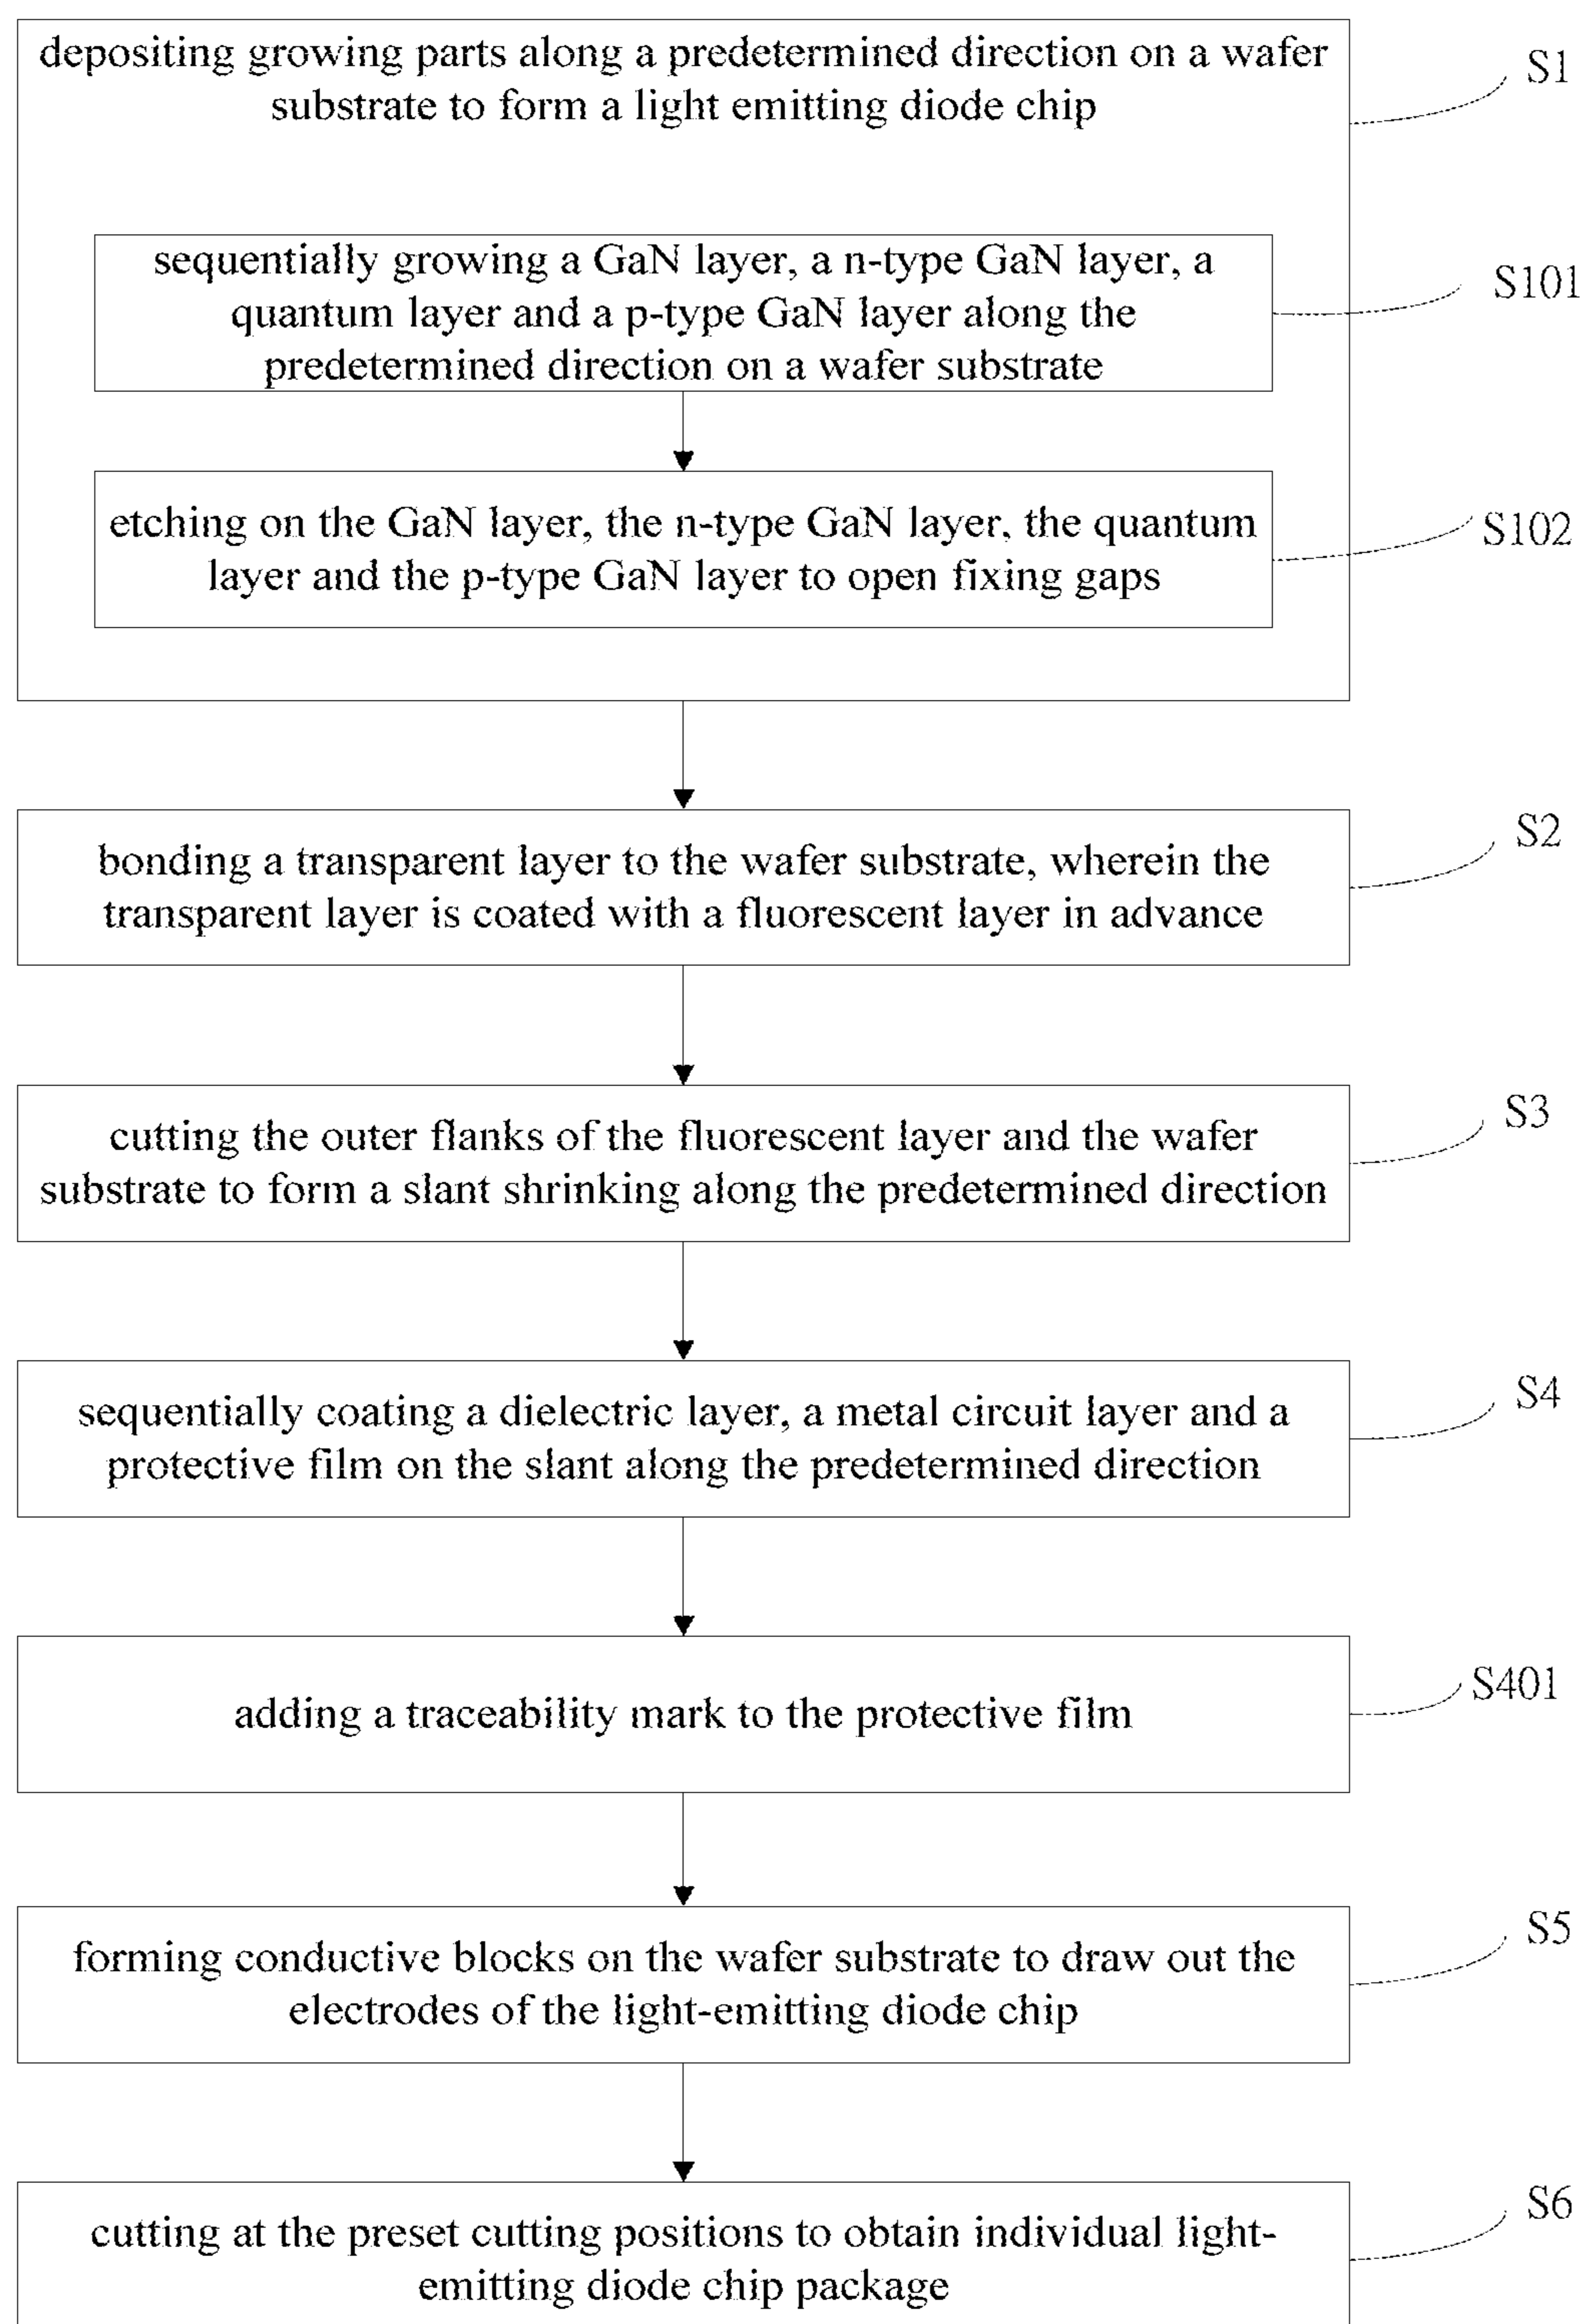 depositing growing parts along a predetermined direction on a wafer
substrate to form a light emitting diode chip
S1
sequentially growing a GaN layer, a n-type GaN layer, a
quantum layer and a p-type GaN layer along the
predetermined direction on a wafer substrate
S101
etching on the GaN layer, the n-type GaN layer, the quantum
layer and the p-type GaN layer to open fixing gaps
S102
bonding a transparent layer to the wafer substrate, wherein the
transparent layer is coated with a fluorescent layer in advance
S2
cutting the outer flanks of the fluorescent layer and the wafer
substrate to form a slant shrinking along the predetermined direction
S3
sequentially coating a dielectric layer, a metal circuit layer and a
protective film on the slant along the predetermined direction
S4
adding a traceability mark to the protective film
S401
forming conductive blocks on the wafer substrate to draw out the
electrodes of the light-emitting diode chip
S5
cutting at the preset cutting positions to obtain individual light-
emitting diode chip package
S6